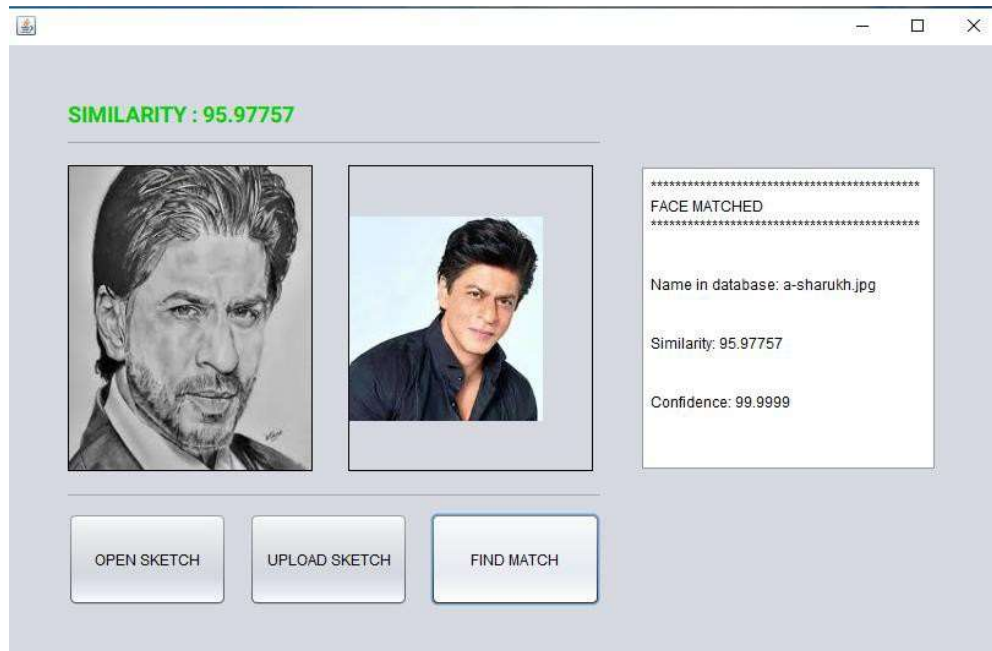 SIMILARITY : 95.97757
********************************************
FACE MATCHED
********************************************
Name in database: a-sharukh.jpg
Similarity: 95.97757
Confidence: 99.9999
OPEN SKETCH
UPLOAD SKETCH
FIND MATCH